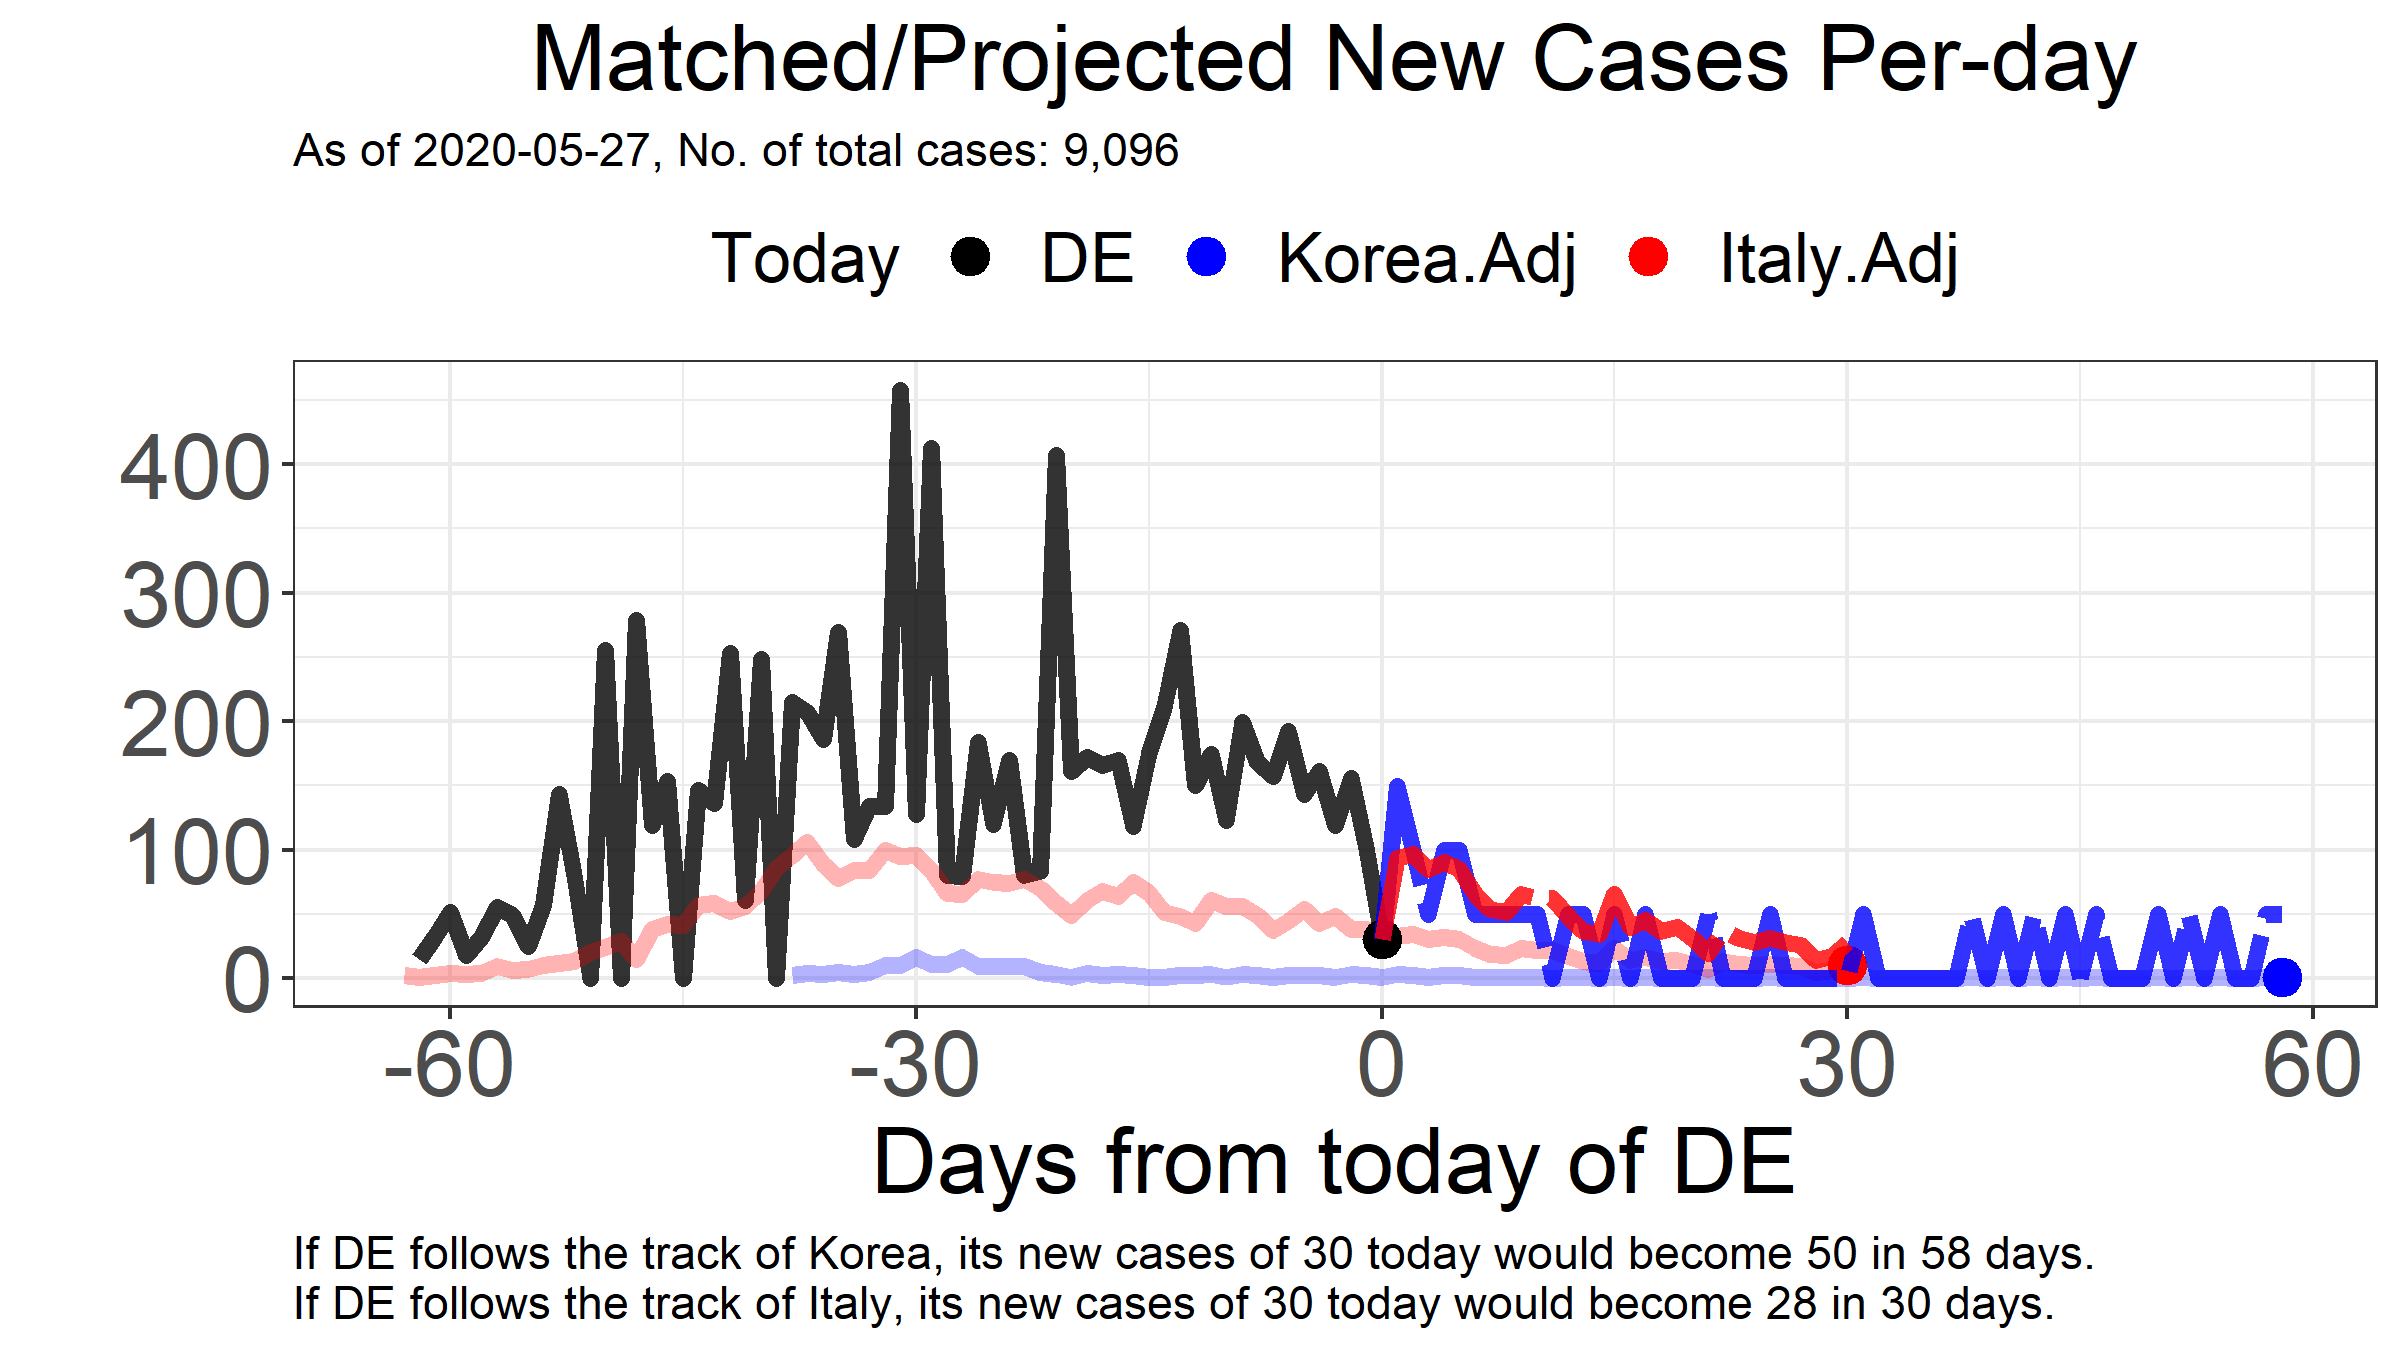 Matched/Projected New Cases Per-day
As of 2020-05-27, No. of total cases: 9,096
Today DE Korea.Adj Italy.Adj
400
300
200
100
0
-60 -30 0 30 60
Days from today of DE
If DE follows the track of Korea, its new cases of 30 today would become 50 in 58 days.
If DE follows the track of Italy, its new cases of 30 today would become 28 in 30 days.